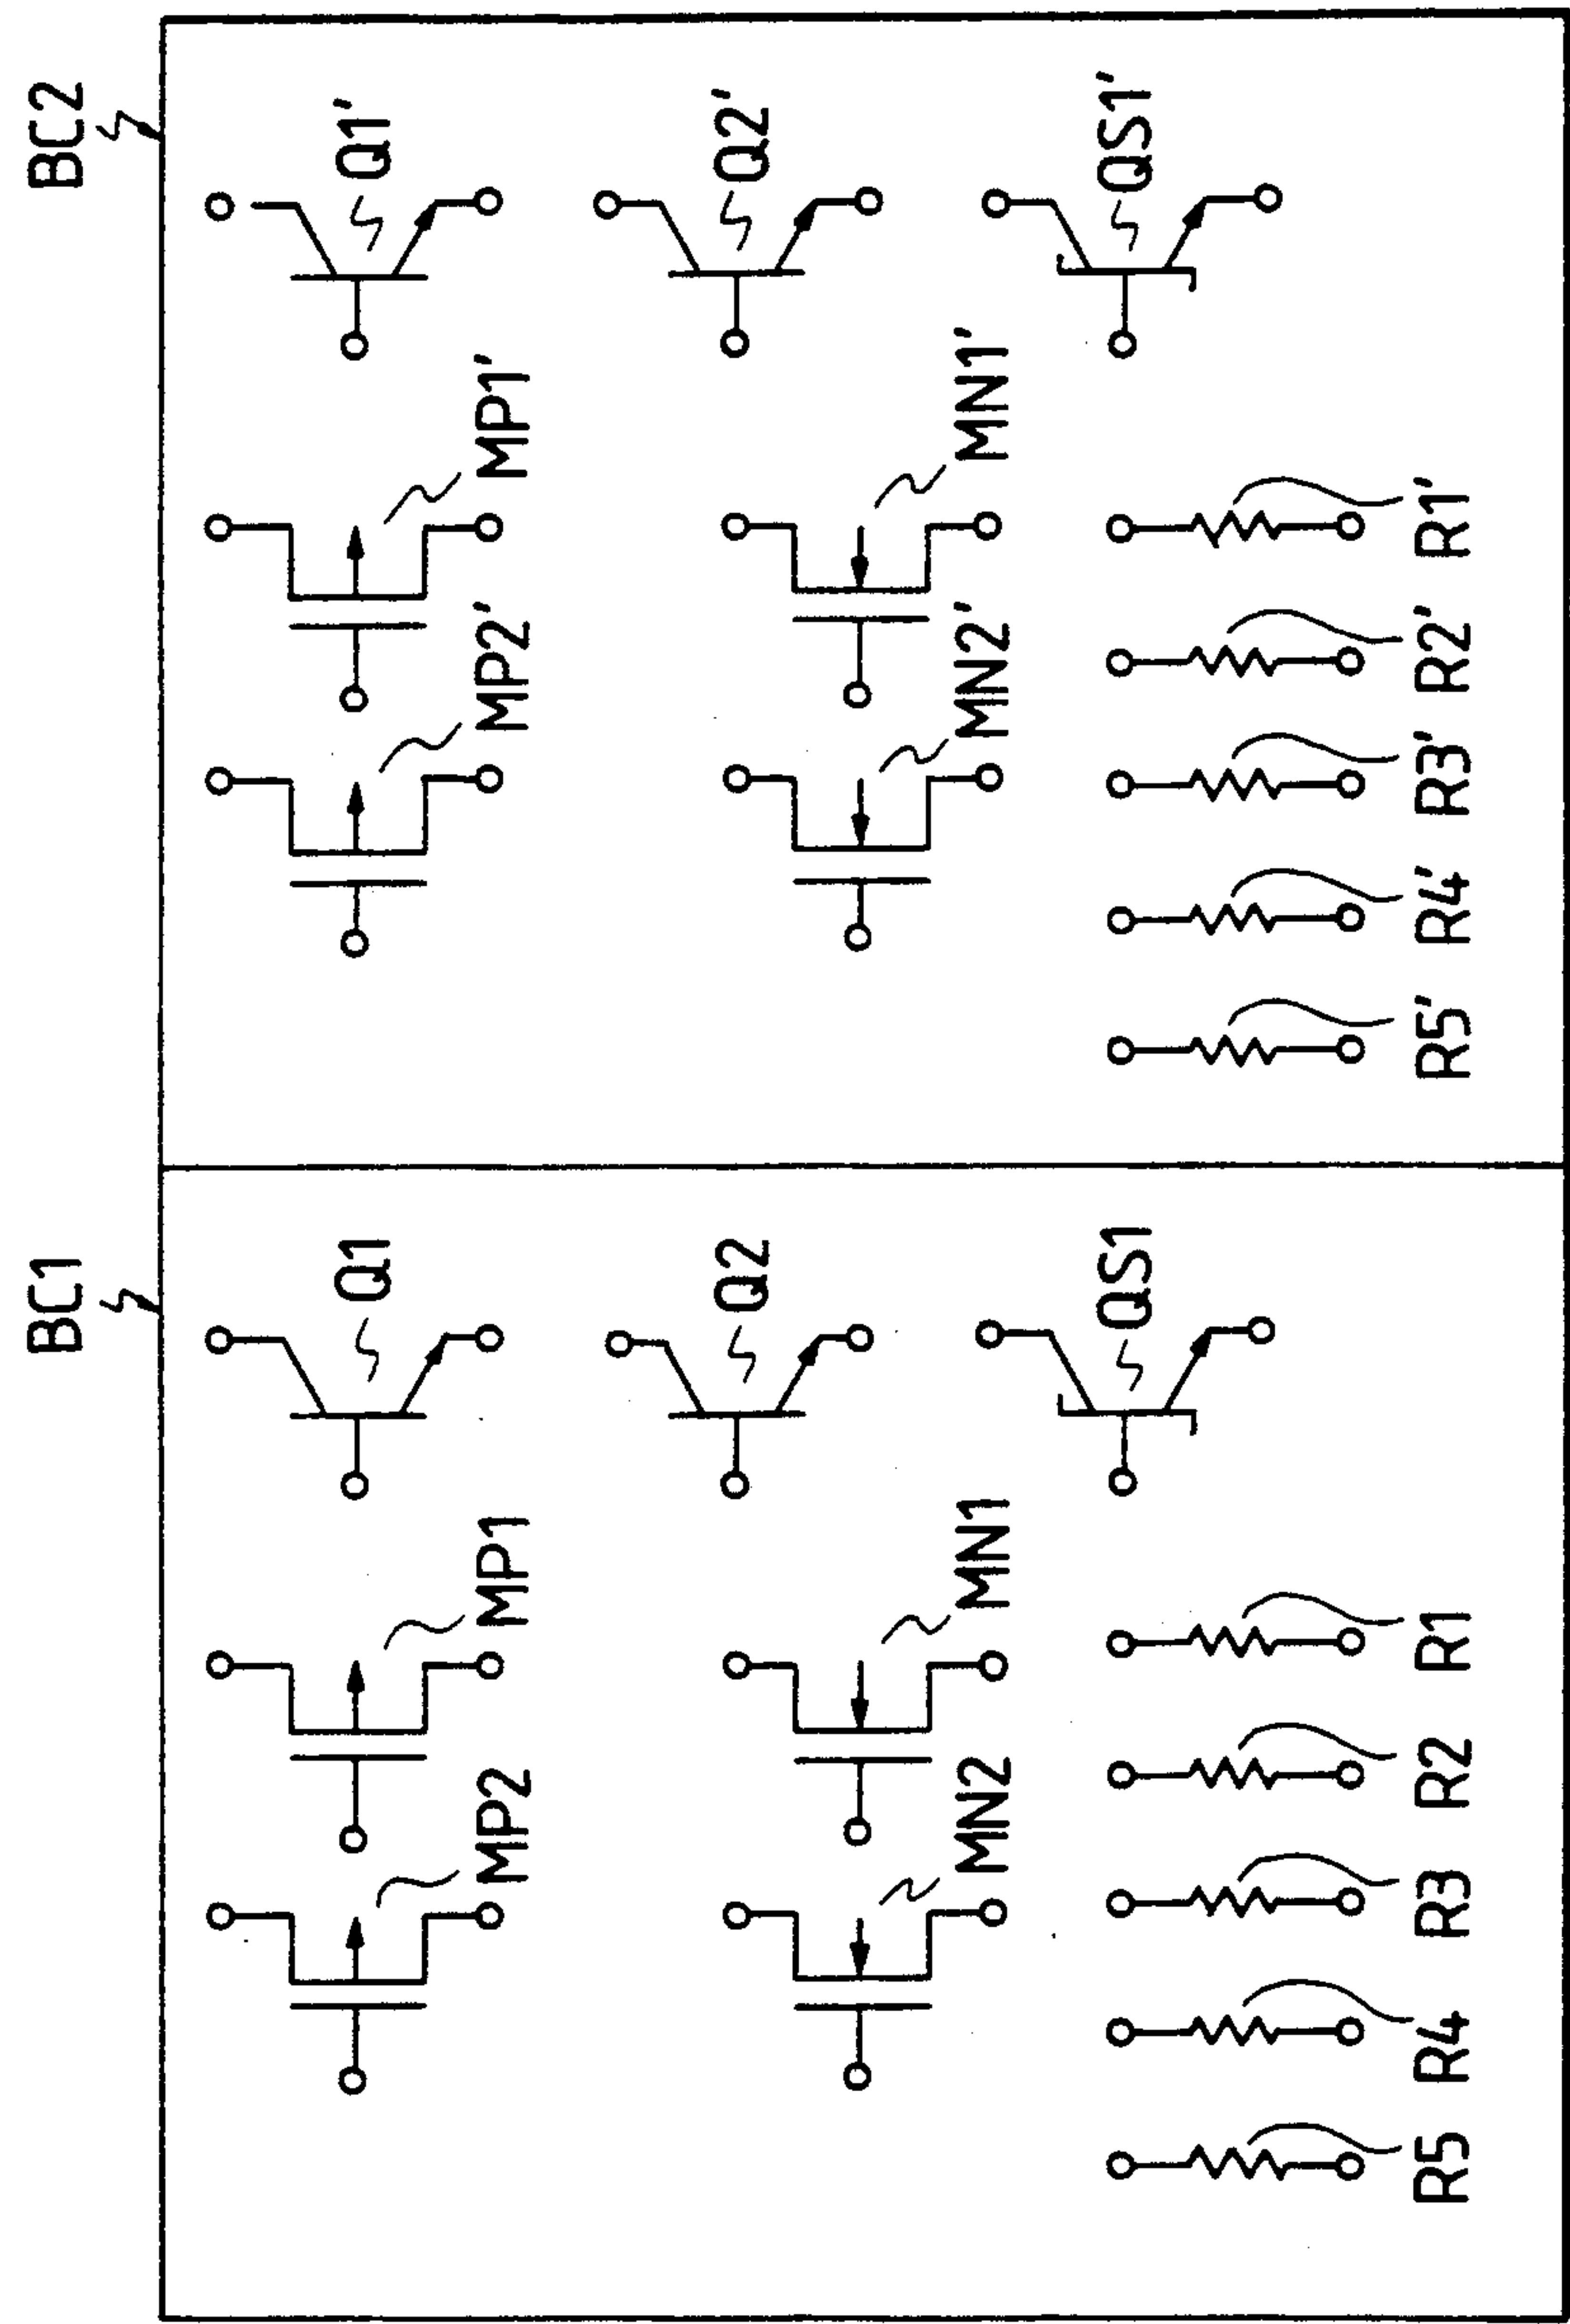 BC1
BC2
MP2
MP1
Q1
MP2'
MP1'
Q1'
Q2
Q2'
MN2
MN1
QS1
MN2'
MN1'
QS1'
R5
R4
R3
R2
R1
R5'
R4'
R3'
R2'
R1'